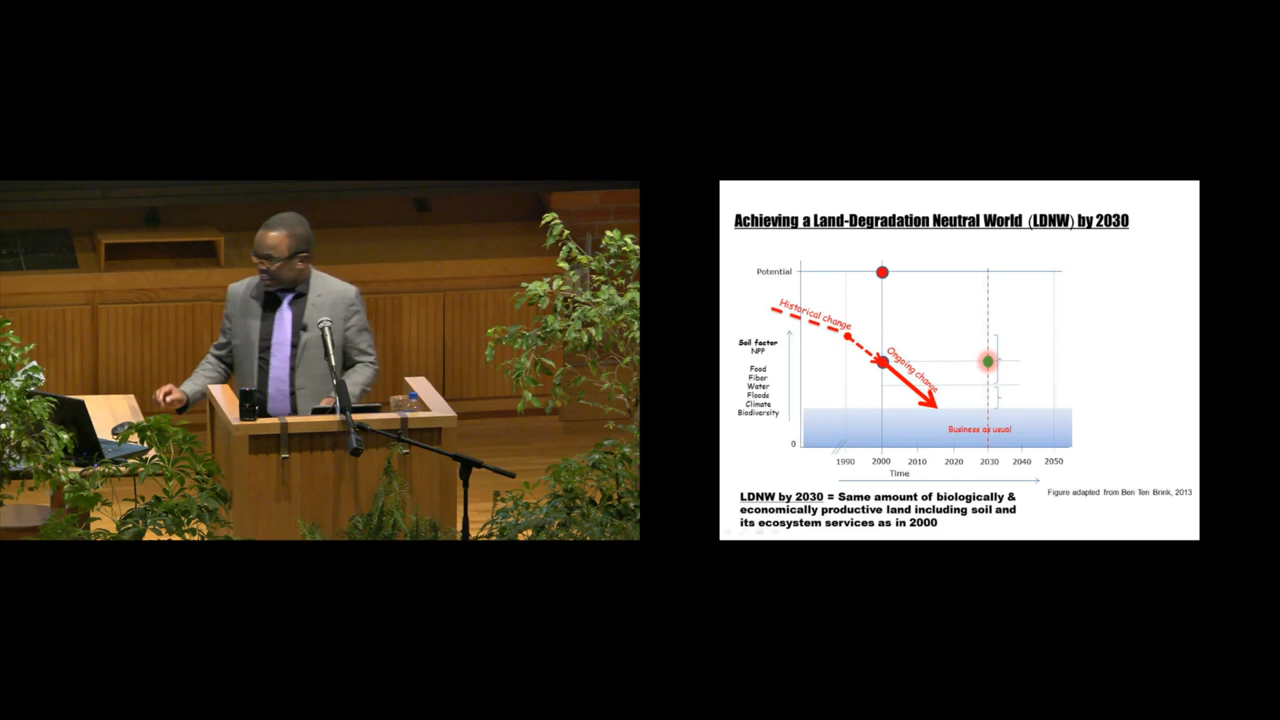 Achieving a Land-Degradation Neutral World (LDNW) by 2030
Potential
Historical change
Soil factor
NPP
Food
Fiber
Water
Floods
Climate
Biodiversity
Ongoing change
Business as usual
0
1990 2000 2010 2020 2030 2040 2050
Time
Figure adapted from Ben Ten Brink, 2013
LDNW by 2030 = Same amount of biologically &
economically productive land including soil and
its ecosystem services as in 2000